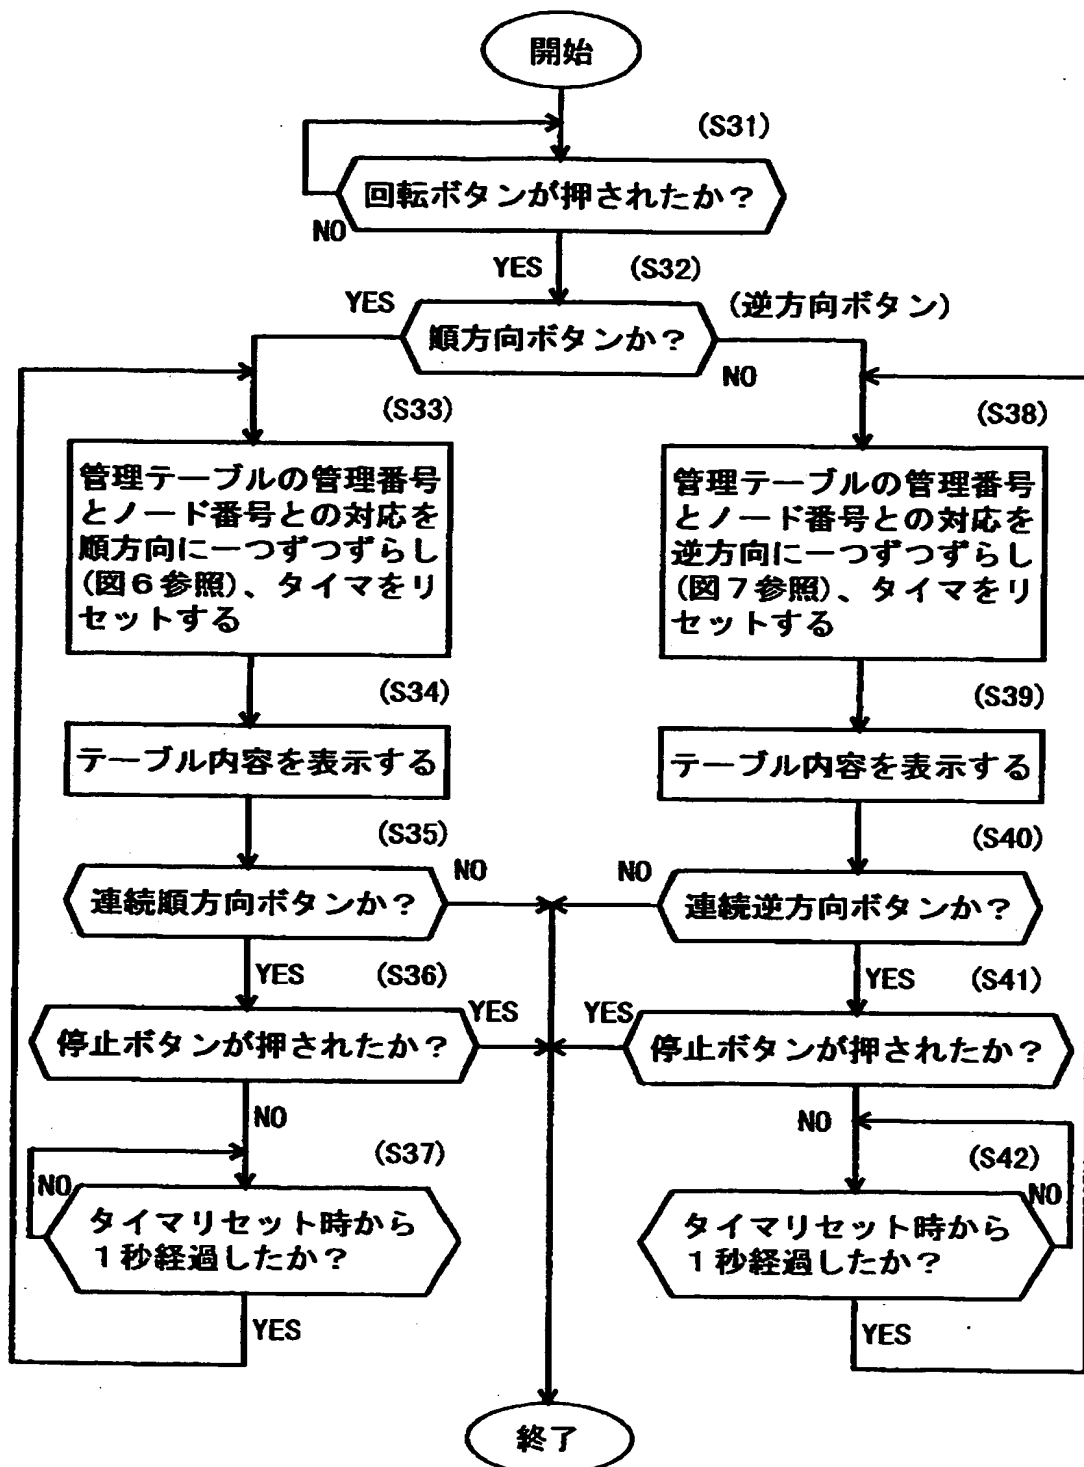 開始
(S31)
回転ボタンが押されたか？
NO
YES
(S32)
YES
順方向ボタンか？
(逆方向ボタン)
NO
(S33)
管理テーブルの管理番号
とノード番号との対応を
順方向に一つずつずらし
(図６参照)、タイマをリ
セットする
(S34)
テーブル内容を表示する
(S35)
連続順方向ボタンか？
NO
YES
(S36)
停止ボタンが押されたか？
YES
NO
(S37)
NO
タイマリセット時から
１秒経過したか？
YES
(S38)
管理テーブルの管理番号
とノード番号との対応を
逆方向に一つずつずらし
(図７参照)、タイマをリ
セットする
(S39)
テーブル内容を表示する
(S40)
NO
連続逆方向ボタンか？
YES
(S41)
YES
停止ボタンが押されたか？
NO
(S42)
NO
タイマリセット時から
１秒経過したか？
YES
終了